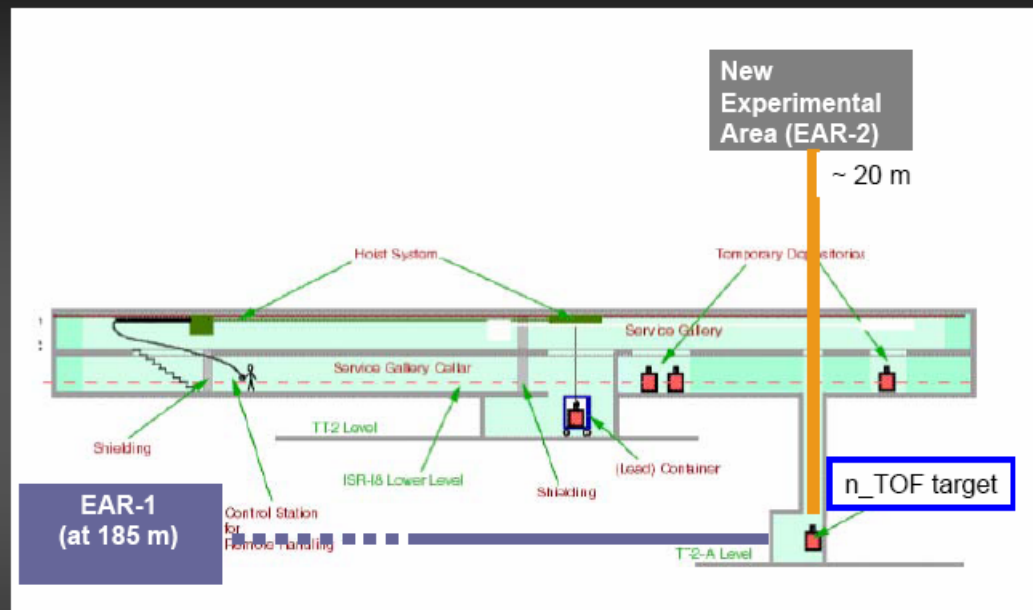 New
Experimental
Area (EAR-2)
~ 20 m
Hoist System
Temporary Depositories
Service Gallery
Service Gallery Cellar
TT2 Level
Shielding
ISR-I8 Lower Level
(Lead) Container
Shielding
n_TOF target
EAR-1
(at 185 m)
Control Station
for
Remote Handling
TT2-A Level